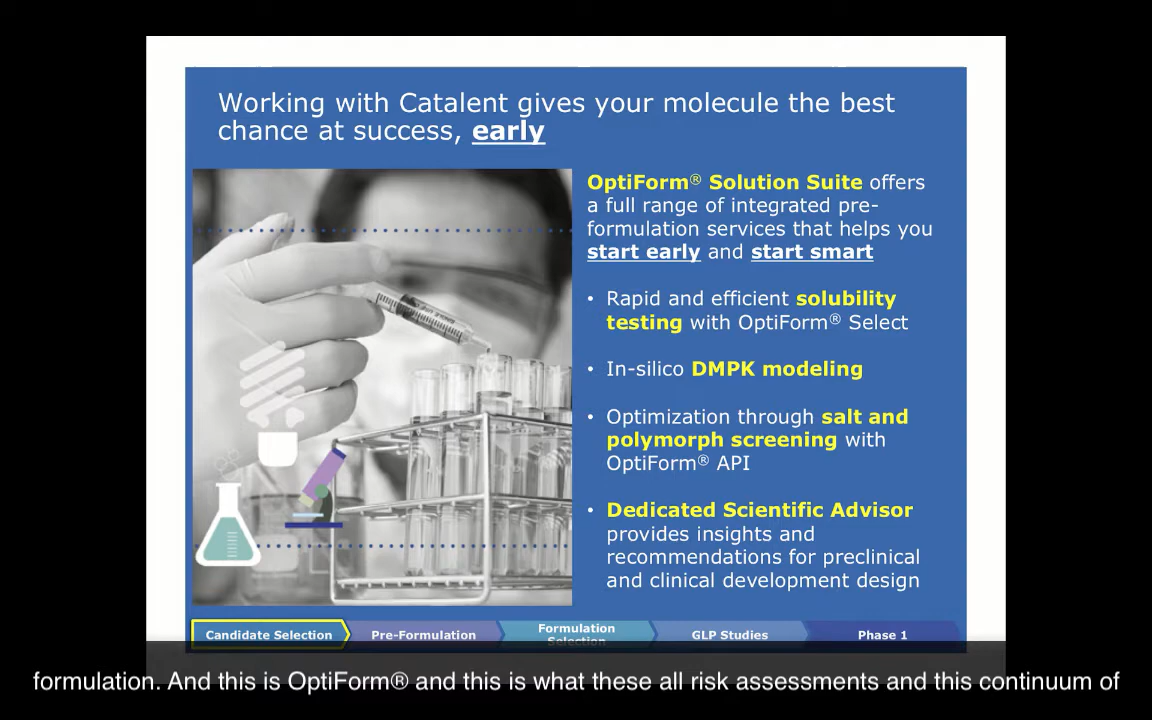 Working with Catalent gives your molecule the best
chance at success, early
OptiForm® Solution Suite offers
a full range of integrated pre-
formulation services that helps you
start early and start smart
• Rapid and efficient solubility
testing with OptiForm® Select
• In-silico DMPK modeling
• Optimization through salt and
polymorph screening with
OptiForm® API
• Dedicated Scientific Advisor
provides insights and
recommendations for preclinical
and clinical development design
Candidate Selection
Pre-Formulation
Formulation
Selection
GLP Studies
Phase 1
formulation. And this is OptiForm® and this is what these all risk assessments and this continuum of